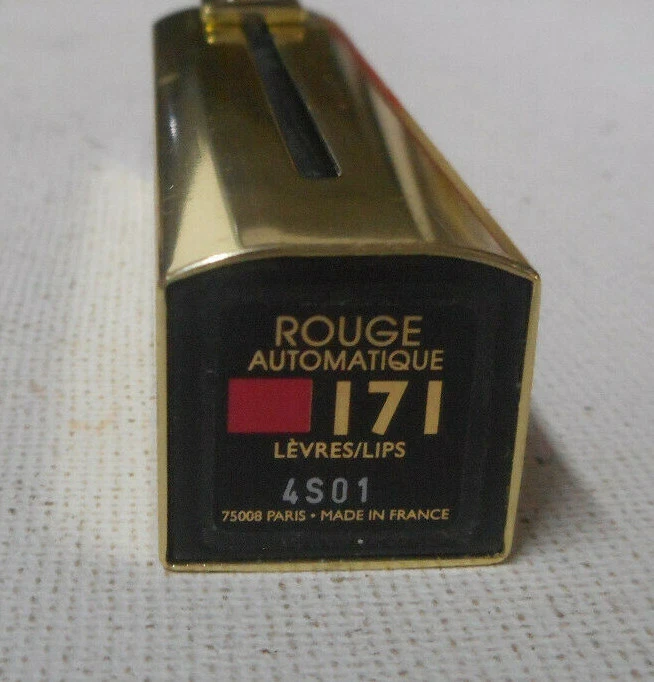 ROUGE
AUTOMATIQUE
171
LÈVRES/LIPS
4S01
75008 PARIS • MADE IN FRANCE